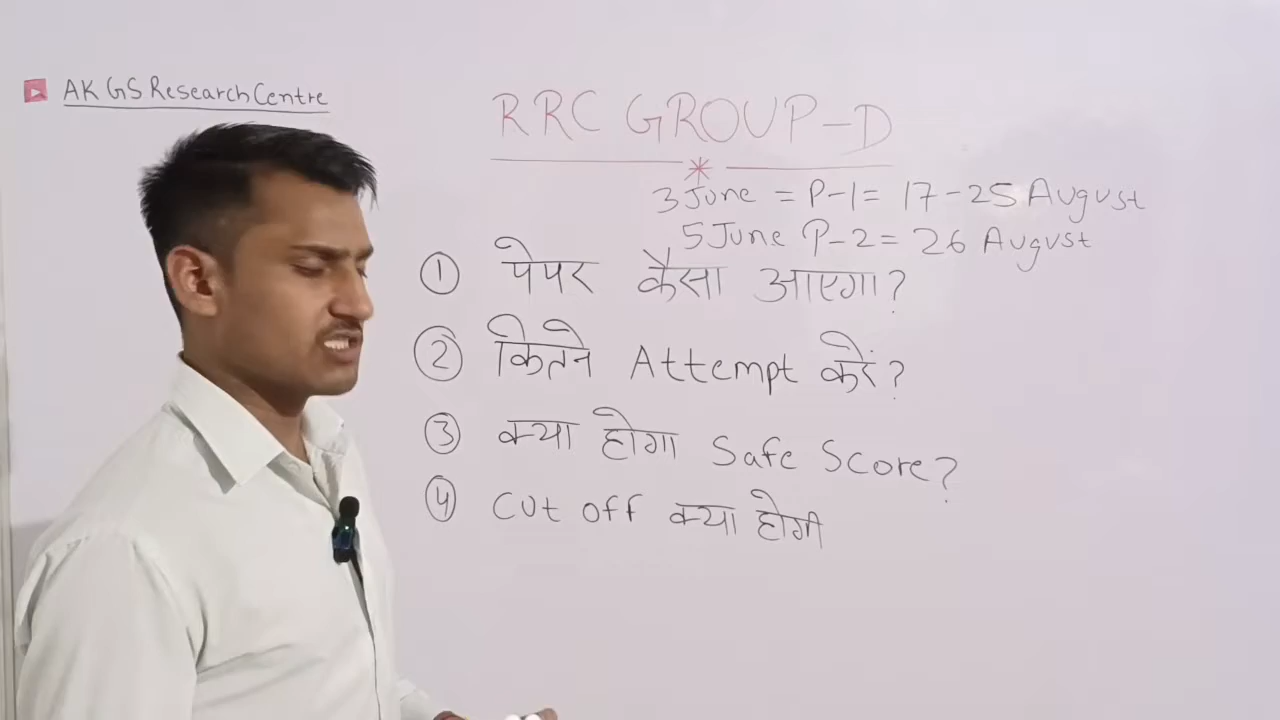 AK GS Research Centre
RRC GROUP-D
3 June = P-1 = 17-25 August
5 June P-2 = 26 August
① पेपर कैसा आएगा?
② कितने Attempt करें?
③ क्या होगा Safe Score?
④ Cut off क्या होगी